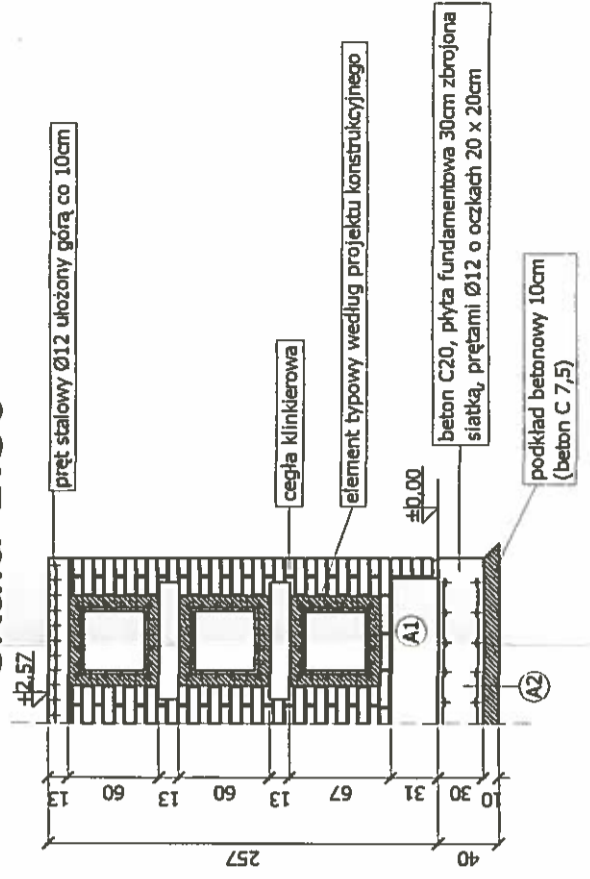 pręt stalowy Ø12 ułożony górą co 10cm
cegła klinkierowa
element typowy według projektu konstrukcyjnego
beton C20, płyta fundamentowa 30cm zbrojona
siatką, prętami Ø12 o oczkach 20 x 20cm
podkład betonowy 10cm
(beton C 7,5)
±2,57
±0,00
A1
A2
13
60
13
60
13
67
31
30
10
257
40